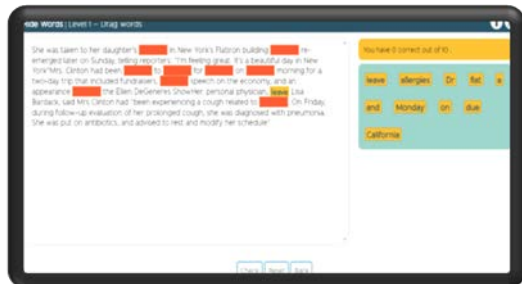 ide Words | Level 1 - Drag words
She was taken to her daughter's in New York's Flatiron building re-
emerged later on Sunday, telling reporters: "I'm feeling great. It's a beautiful day in New
York"Mrs. Clinton had been to for on morning for a
two-day trip that included fundraisers, speech on the economy, and an
appearance the Ellen DeGeneres ShowHer personal physician, leave Lisa
Bardack, said Mrs Clinton had "been experiencing a cough related to . On Friday,
during follow-up evaluation of her prolonged cough, she was diagnosed with pneumonia.
She was put on antibiotics, and advised to rest and modify her schedule"
You have 0 correct out of 10 .
leave allergies Dr flat a
and Monday on due
California
Check Reset Back